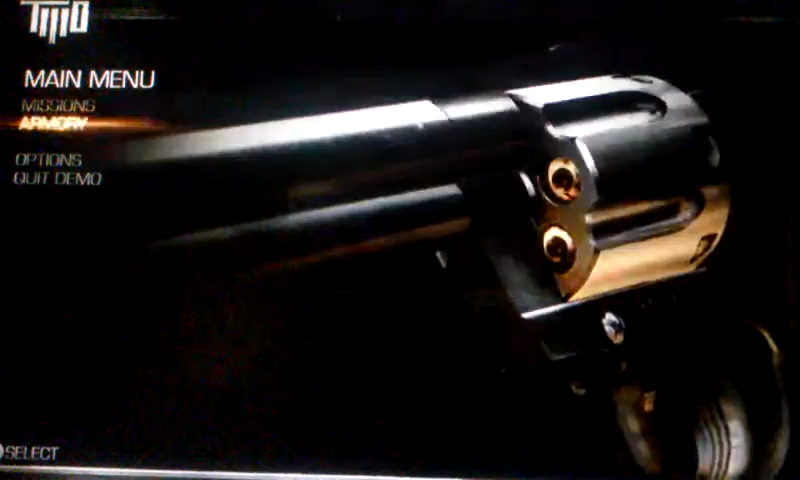 MAIN MENU
MISSIONS
ARMORY
OPTIONS
QUIT DEMO
SELECT